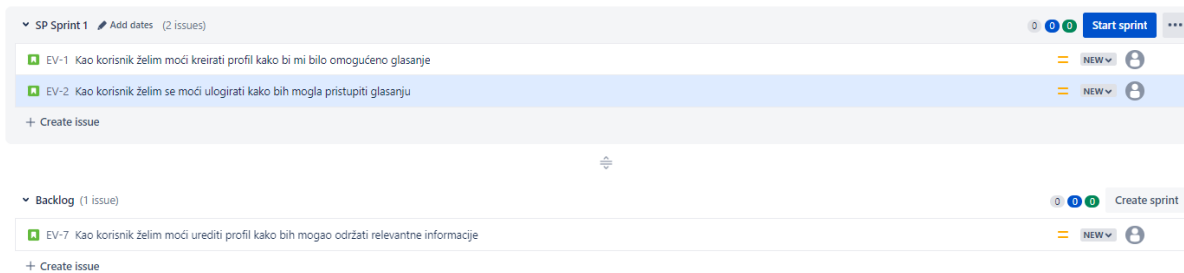 SP Sprint 1 Add dates (2 issues) 0 0 0 Start sprint ...
EV-1 Kao korisnik želim moći kreirati profil kako bi mi bilo omogućeno glasanje NEW
EV-2 Kao korisnik želim se moći ulogirati kako bih mogla pristupiti glasanju NEW
+ Create issue
Backlog (1 issue) 0 0 0 Create sprint
EV-7 Kao korisnik želim moći urediti profil kako bih mogao održati relevantne informacije NEW
+ Create issue